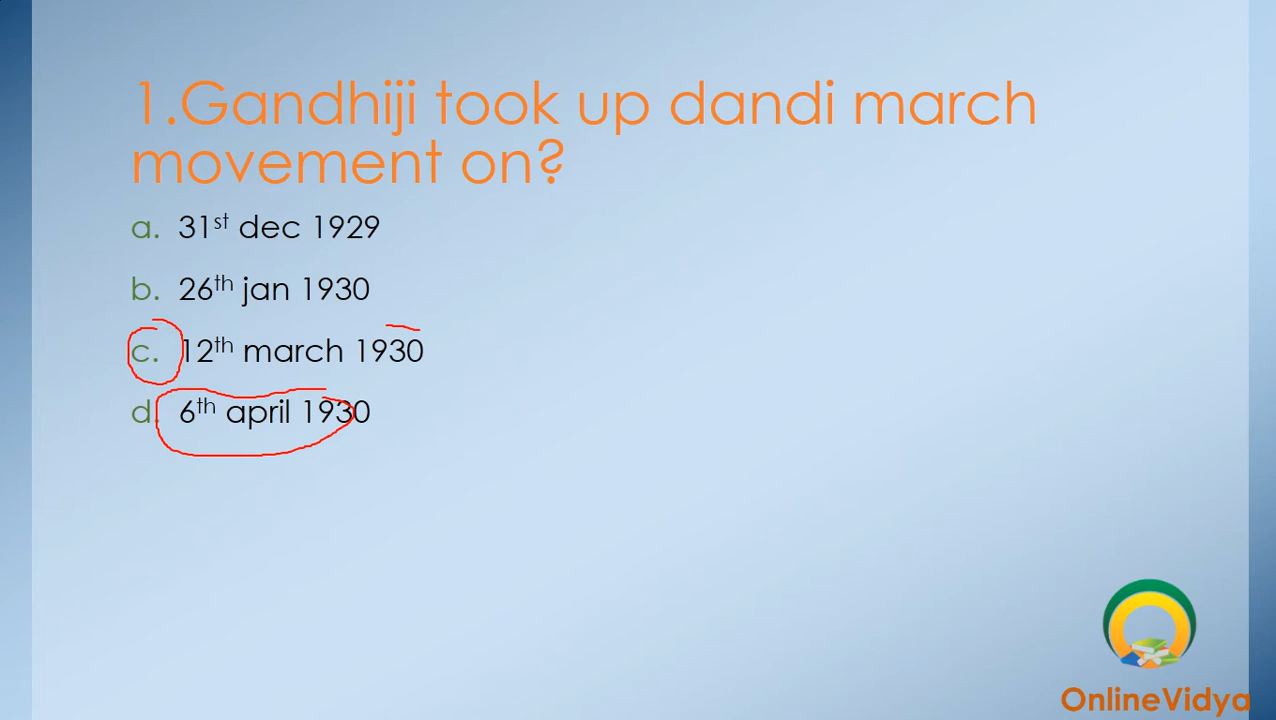 1.Gandhiji took up dandi march
movement on?
a. 31st dec 1929
b. 26th jan 1930
c. 12th march 1930
d. 6th april 1930
OnlineVidya